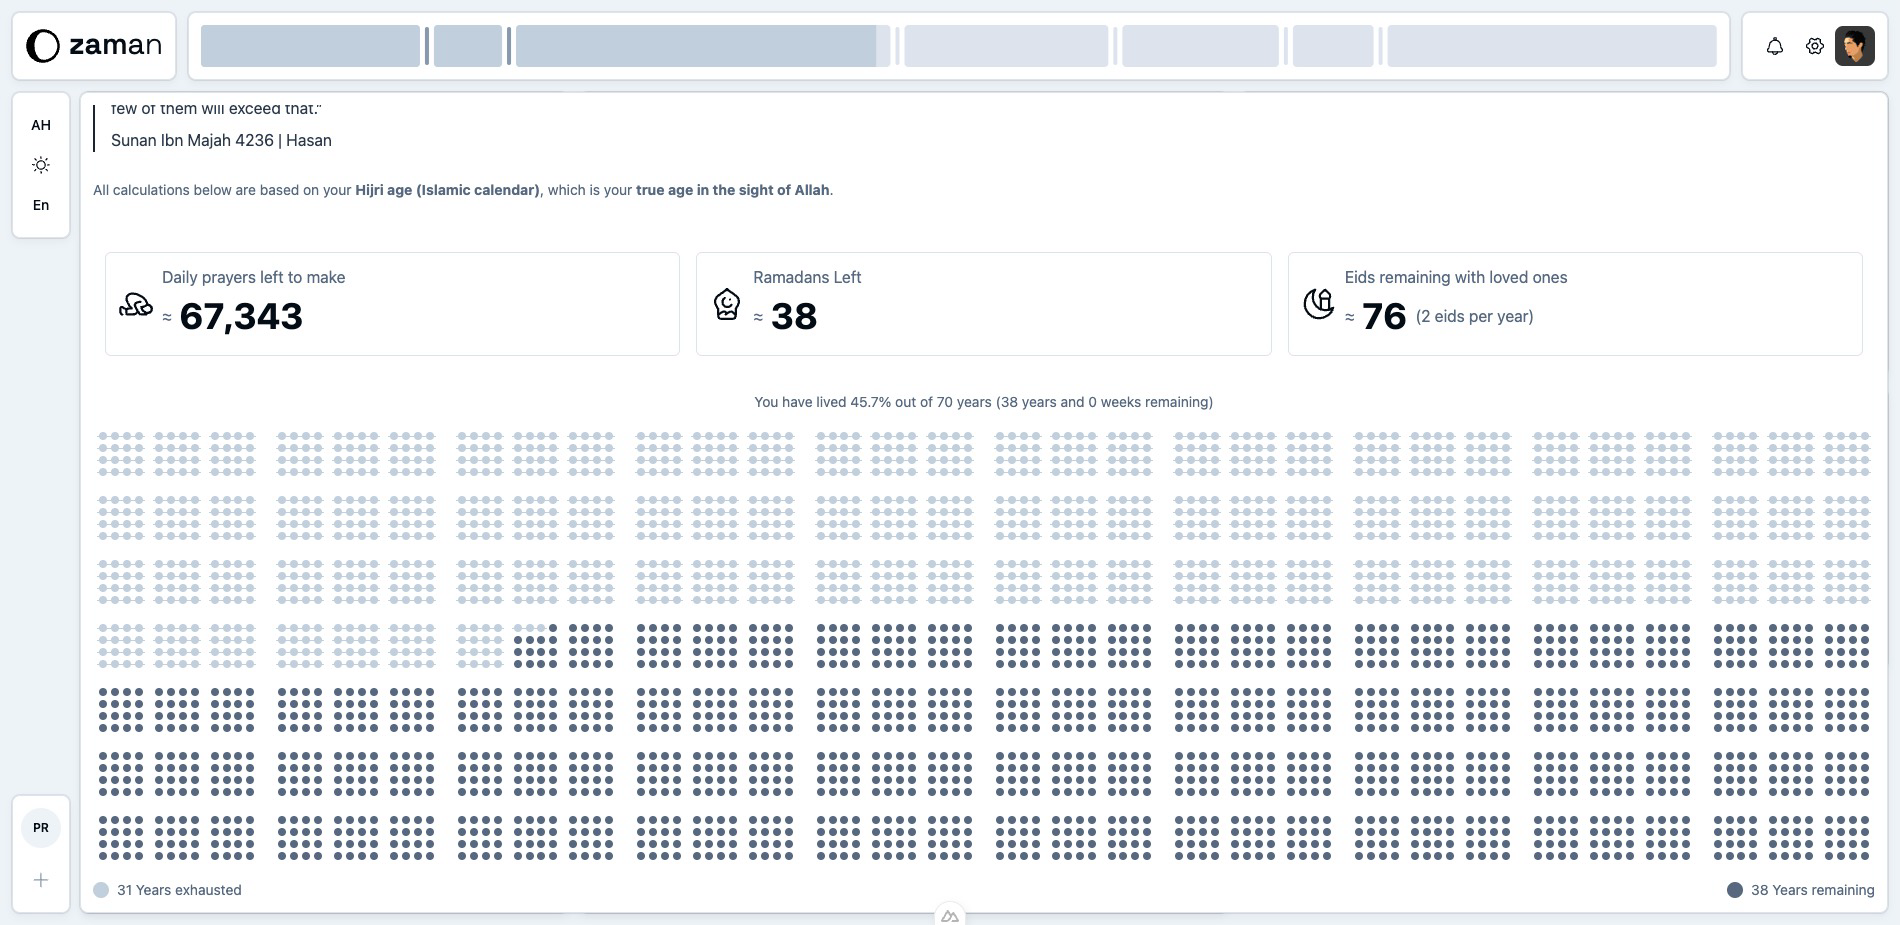 zaman
AH
En
few of them will exceed that."
Sunan Ibn Majah 4236 | Hasan
All calculations below are based on your Hijri age (Islamic calendar), which is your true age in the sight of Allah.
Daily prayers left to make
≈ 67,343
Ramadans Left
≈ 38
Eids remaining with loved ones
≈ 76 (2 eids per year)
You have lived 45.7% out of 70 years (38 years and 0 weeks remaining)
31 Years exhausted
38 Years remaining
PR